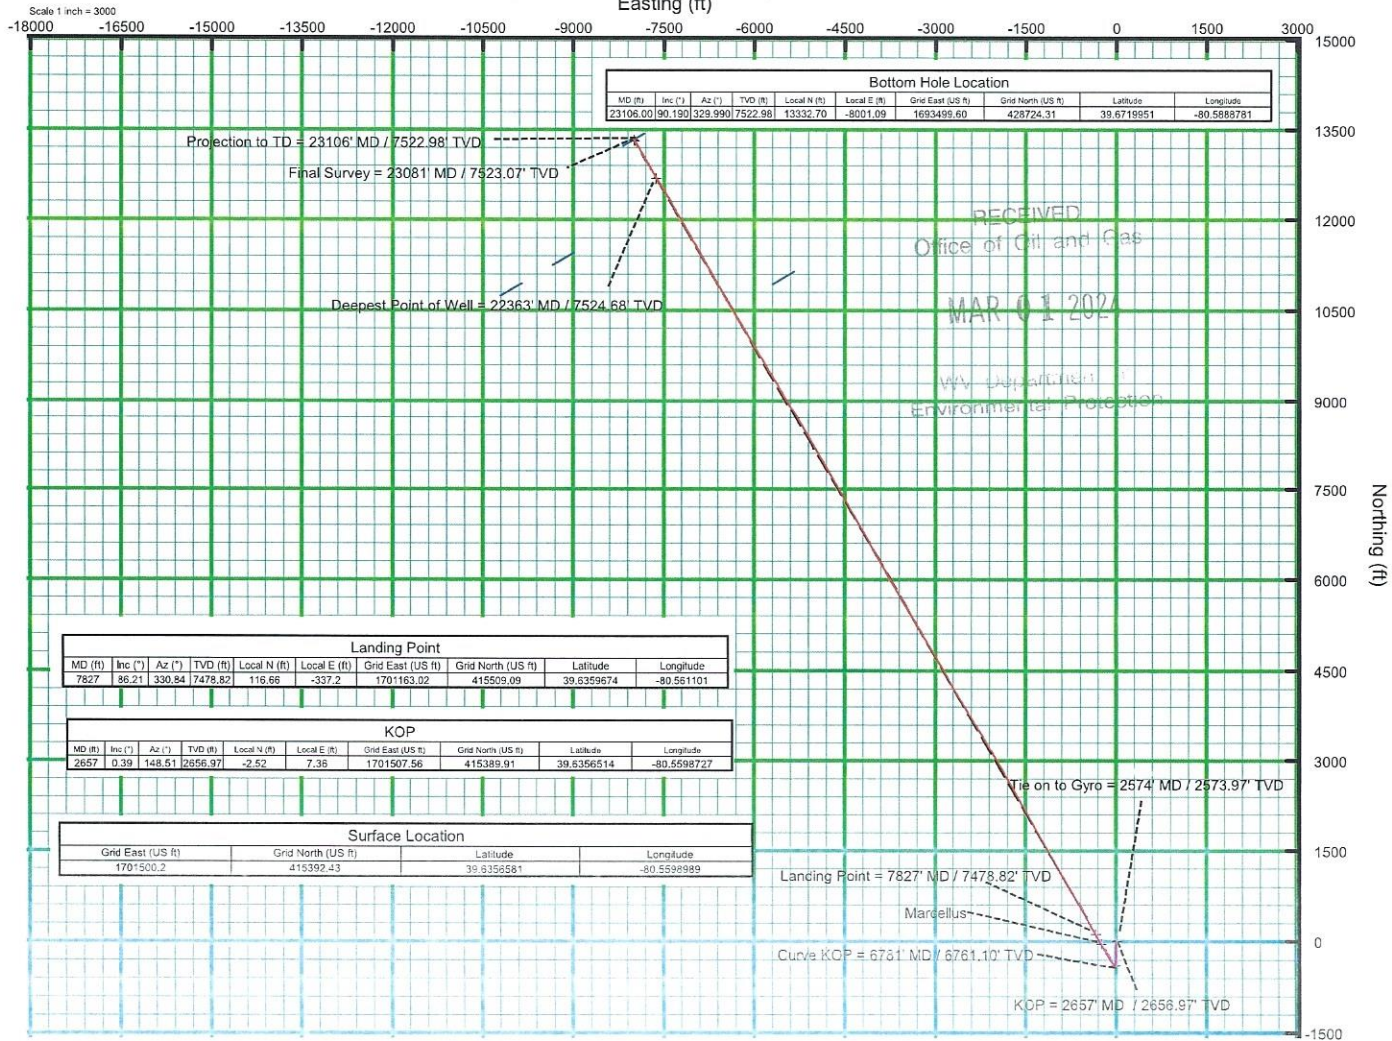 Easting (ft)
Scale 1 inch = 3000
-18000 -16500 -15000 -13500 -12000 -10500 -9000 -7500 -6000 -4500 -3000 -1500 0 1500 3000
15000
Bottom Hole Location
MD (ft) Inc (°) Az (°) TVD (ft) Local N (ft) Local E (ft) Grid East (US ft) Grid North (US ft) Latitude Longitude
23106.00 90.190 329.990 7522.98 13332.70 -8001.09 1693499.60 428724.31 39.6719951 -80.5888781
13500
Projection to TD = 23106' MD / 7522.98' TVD
Final Survey = 23081' MD / 7523.07' TVD
RECEIVED
12000
Office of Oil and Gas
Deepest Point of Well = 22363' MD / 7524.68' TVD
MAR 01 2024
10500
WV Department of
Environmental Protection
9000
7500
Northing (ft)
6000
Landing Point
MD (ft) Inc (°) Az (°) TVD (ft) Local N (ft) Local E (ft) Grid East (US ft) Grid North (US ft) Latitude Longitude
7827 86.21 330.84 7478.82 116.66 -337.2 1701163.02 415509.09 39.6359674 -80.561101
4500
KOP
MD (ft) Inc (°) Az (°) TVD (ft) Local N (ft) Local E (ft) Grid East (US ft) Grid North (US ft) Latitude Longitude
2657 0.39 148.51 2656.97 -2.52 7.36 1701507.56 415389.91 39.6356514 -80.5598727
3000
Tie on to Gyro = 2574' MD / 2573.97' TVD
Surface Location
Grid East (US ft) Grid North (US ft) Latitude Longitude
1701500.2 415392.43 39.6356581 -80.5598989
1500
Landing Point = 7827' MD / 7478.82' TVD
Marcellus
0
Curve KOP = 6781' MD / 6761.10' TVD
KOP = 2657' MD / 2656.97' TVD
-1500